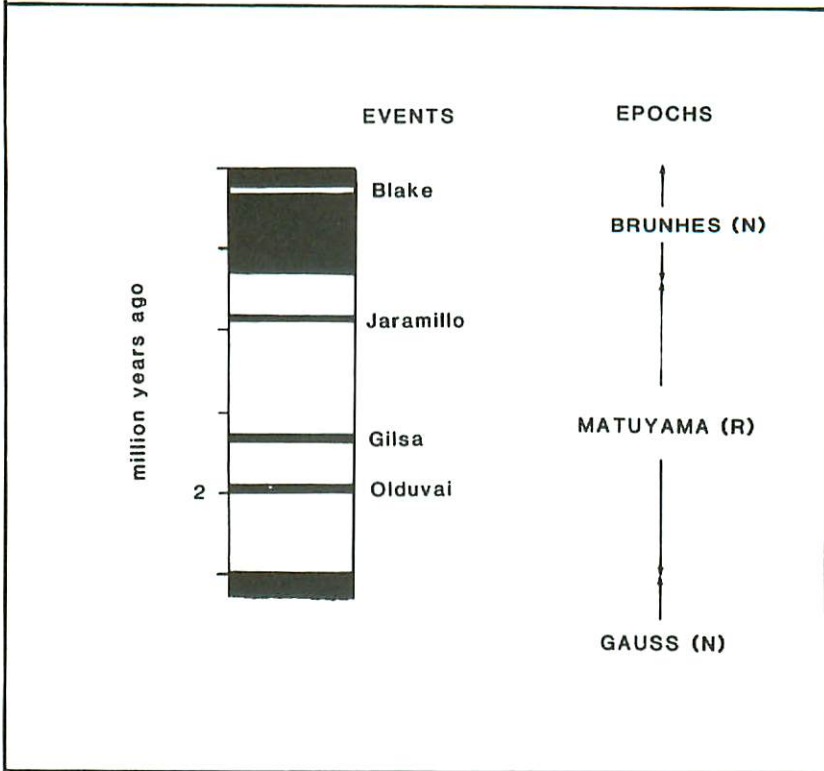 EVENTS EPOCHS
Blake
BRUNHES (N)
Jaramillo
MATUYAMA (R)
Gilsa
2 Olduvai
GAUSS (N)
million years ago